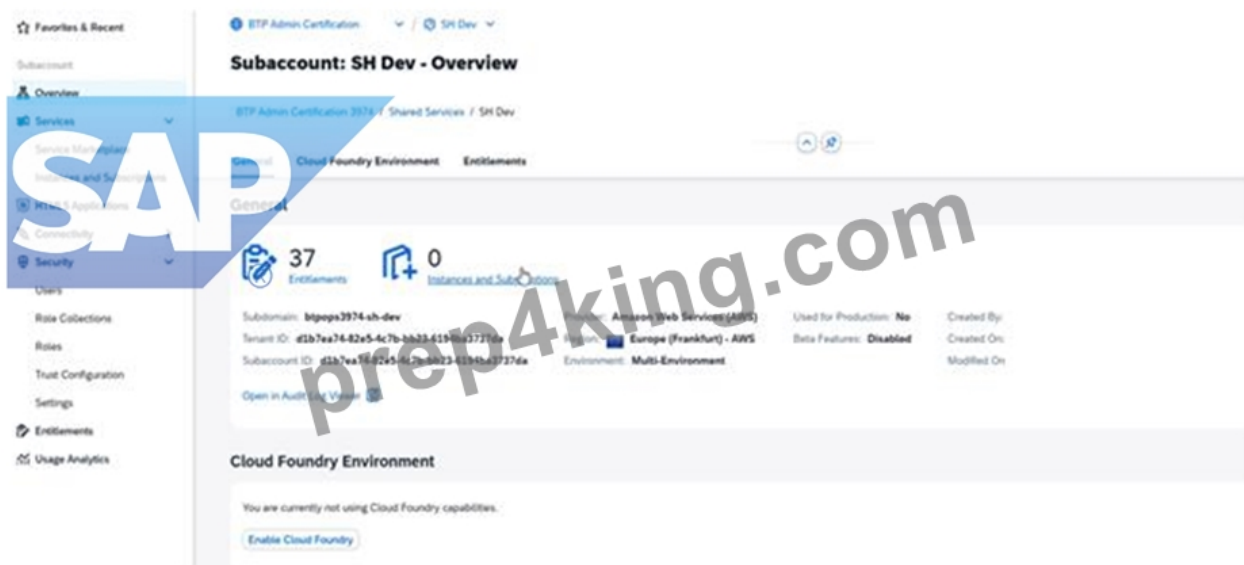 Favorites & Recent
Subaccount
Overview
Services
Service Marketplace
Instances and Subscriptions
HTML5 Applications
Connectivity
Security
Users
Role Collections
Roles
Trust Configuration
Settings
Entitlements
Usage Analytics
SAP
BTP Admin Certification / SH Dev
Subaccount: SH Dev - Overview
BTP Admin Certification 3974 / Shared Services / SH Dev
General Cloud Foundry Environment Entitlements
General
37 Entitlements
0 Instances and Subscriptions
Subdomain: btpops3974-sh-dev
Provider: Amazon Web Services (AWS)
Used for Production: No
Created By:
Tenant ID:
Region: Europe (Frankfurt) - AWS
Beta Features: Disabled
Created On:
Subaccount ID:
Environment: Multi-Environment
Modified On:
Open in Audit Log Viewer
Cloud Foundry Environment
You are currently not using Cloud Foundry capabilities.
Enable Cloud Foundry
prep4king.com